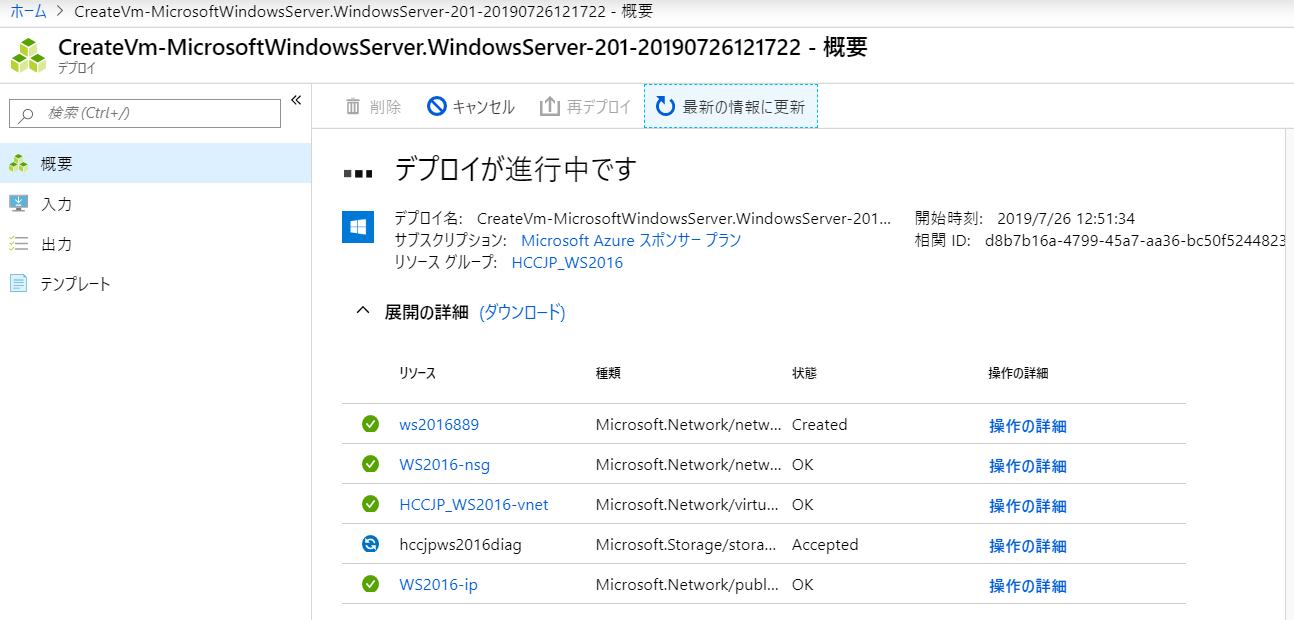 ホーム > CreateVm-MicrosoftWindowsServer.WindowsServer-201-20190726121722 - 概要
CreateVm-MicrosoftWindowsServer.WindowsServer-201-20190726121722 - 概要
デプロイ
検索 (Ctrl+/)
«
概要
入力
出力
テンプレート
削除 キャンセル 再デプロイ 最新の情報に更新
デプロイが進行中です
デプロイ名: CreateVm-MicrosoftWindowsServer.WindowsServer-201... 開始時刻: 2019/7/26 12:51:34
サブスクリプション: Microsoft Azure スポンサー プラン 相関 ID: d8b7b16a-4799-45a7-aa36-bc50f5244823
リソース グループ: HCCJP_WS2016
展開の詳細 (ダウンロード)
リソース 種類 状態 操作の詳細
ws2016889 Microsoft.Network/netw... Created 操作の詳細
WS2016-nsg Microsoft.Network/netw... OK 操作の詳細
HCCJP_WS2016-vnet Microsoft.Network/virtu... OK 操作の詳細
hccjpws2016diag Microsoft.Storage/stora... Accepted 操作の詳細
WS2016-ip Microsoft.Network/publ... OK 操作の詳細